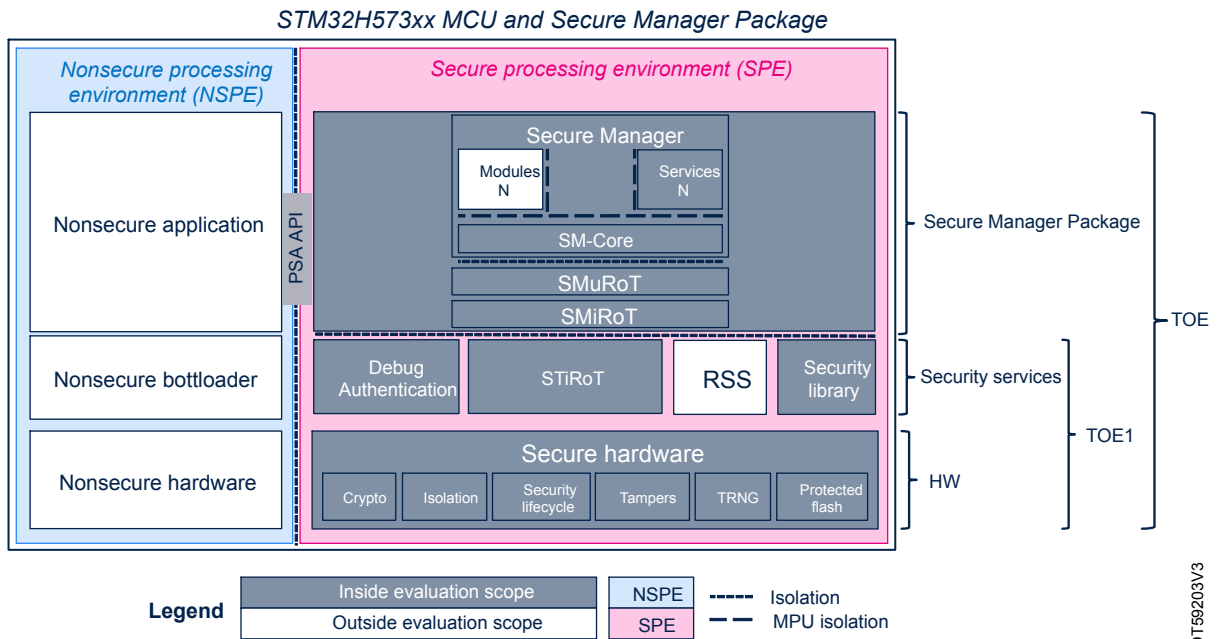 STM32H573xx MCU and Secure Manager Package
Nonsecure processing
environment (NSPE)
Secure processing environment (SPE)
Nonsecure application
PSA API
Secure Manager
Modules
N
Services
N
SM-Core
SMuRoT
SMiRoT
Secure Manager Package
TOE
Nonsecure bottloader
Debug
Authentication
STiRoT
RSS
Security
library
Security services
TOE1
Nonsecure hardware
Secure hardware
Crypto
Isolation
Security
lifecycle
Tampers
TRNG
Protected
flash
HW
Legend
Inside evaluation scope
Outside evaluation scope
NSPE
SPE
Isolation
MPU isolation
DT59203V3